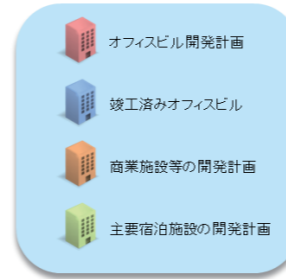 オフィスビル開発計画
竣工済みオフィスビル
商業施設等の開発計画
主要宿泊施設の開発計画